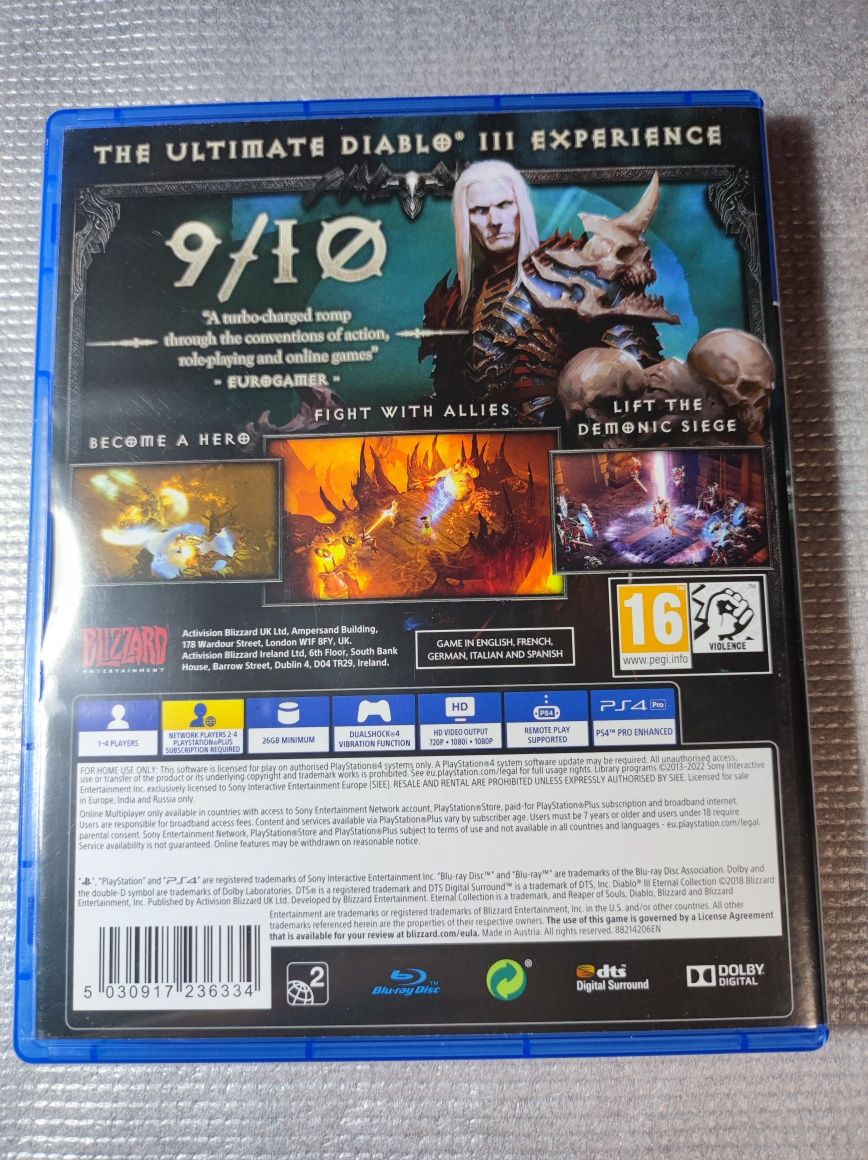 THE ULTIMATE DIABLO® III EXPERIENCE
9/10
"A turbo-charged romp
through the conventions of action,
role-playing and online games"
- EUROGAMER -
BECOME A HERO
FIGHT WITH ALLIES
LIFT THE
DEMONIC SIEGE
BLIZZARD
ENTERTAINMENT
Activision Blizzard UK Ltd, Ampersand Building,
178 Wardour Street, London W1F 8FY, UK.
Activision Blizzard Ireland Ltd, 6th Floor, South Bank
House, Barrow Street, Dublin 4, D04 TR29, Ireland.
GAME IN ENGLISH, FRENCH,
GERMAN, ITALIAN AND SPANISH
16™
www.pegi.info
™
VIOLENCE
1-4 PLAYERS
NETWORK PLAYERS 2-4
PLAYSTATION®PLUS
SUBSCRIPTION REQUIRED
26GB MINIMUM
DUALSHOCK®4
VIBRATION FUNCTION
HD
HD VIDEO OUTPUT
720P • 1080i • 1080P
PS4
REMOTE PLAY
SUPPORTED
PS4 Pro
PS4™ PRO ENHANCED
FOR HOME USE ONLY: This software is licensed for play on authorised PlayStation®4 systems only. A PlayStation®4 system software update may be required. All unauthorised access,
use or transfer of the product or its underlying copyright and trademark works is prohibited. See eu.playstation.com/legal for full usage rights. Library programs ©2013-2022 Sony Interactive
Entertainment Inc. exclusively licensed to Sony Interactive Entertainment Europe (SIEE). RESALE AND RENTAL ARE PROHIBITED UNLESS EXPRESSLY AUTHORISED BY SIEE. Licensed for sale
in Europe, India and Russia only.
Online Multiplayer only available in countries with access to Sony Entertainment Network account, PlayStation®Store, paid-for PlayStation®Plus subscription and broadband internet.
Users are responsible for broadband access fees. Content and services available via PlayStation®Plus vary by subscriber age. Users must be 7 years or older and users under 18 require
parental consent. Sony Entertainment Network, PlayStation®Store and PlayStation®Plus subject to terms of use and not available in all countries and languages - eu.playstation.com/legal.
Service availability is not guaranteed. Online features may be withdrawn on reasonable notice.
"PlayStation" and "PS4" are registered trademarks of Sony Interactive Entertainment Inc. "Blu-ray Disc™" and "Blu-ray™" are trademarks of the Blu-ray Disc Association. Dolby and
the double-D symbol are trademarks of Dolby Laboratories. DTS® is a registered trademark and DTS Digital Surround™ is a trademark of DTS, Inc. Diablo® III Eternal Collection ©2018 Blizzard
Entertainment, Inc. Published by Activision Blizzard UK Ltd. Developed by Blizzard Entertainment. Eternal Collection is a trademark, and Reaper of Souls, Diablo, Blizzard and Blizzard
Entertainment are trademarks or registered trademarks of Blizzard Entertainment, Inc. in the U.S. and/or other countries. All other
trademarks referenced herein are the properties of their respective owners. The use of this game is governed by a License Agreement
that is available for your review at blizzard.com/eula. Made in Austria. All rights reserved. 88214206EN
5 030917 236334
2
Blu-ray Disc™
®
dts
Digital Surround
DOLBY
DIGITAL